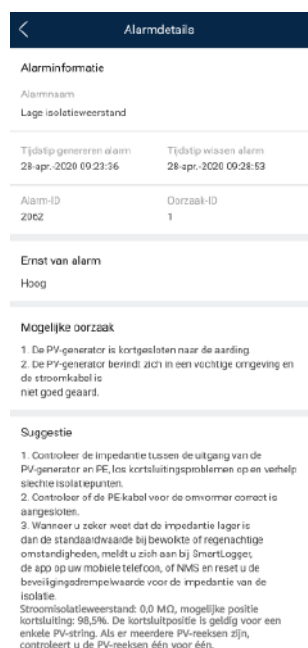 Alarmdetails
Alarminformatie
Alarmnaam
Lage isolatieweerstand
Tijdstip genereren alarm
Tijdstip wissen alarm
28-apr.-2020 09:23:36
28-apr.-2020 09:28:53
Alarm-ID
Oorzaak-ID
2062
1
Ernst van alarm
Hoog
Mogelijke oorzaak
1. De PV-generator is kortgesloten naar de aarding.
2. De PV-generator bevindt zich in een vochtige omgeving en
de stroomkabel is
niet goed geaard.
Suggestie
1. Controleer de impedantie tussen de uitgang van de
PV-generator en PE, los kortsluitingsproblemen op en verhelp
slechte isolatiepunten.
2. Controleer of de PE-kabel voor de omvormer correct is
aangesloten.
3. Wanneer u zeker weet dat de impedantie lager is
dan de standaardwaarde bij bewolkte of regenachtige
omstandigheden, meldt u zich aan bij SmartLogger,
de app op uw mobiele telefoon, of NMS en reset u de
beveiligingsdrempelwaarde voor de impedantie van de
isolatie.
Stroomisolatieweerstand: 0,0 MΩ, mogelijke positie
kortsluiting: 98,5%. De kortsluitpositie is geldig voor een
enkele PV-string. Als er meerdere PV-reeksen zijn,
controleert u de PV-reeksen één voor één.